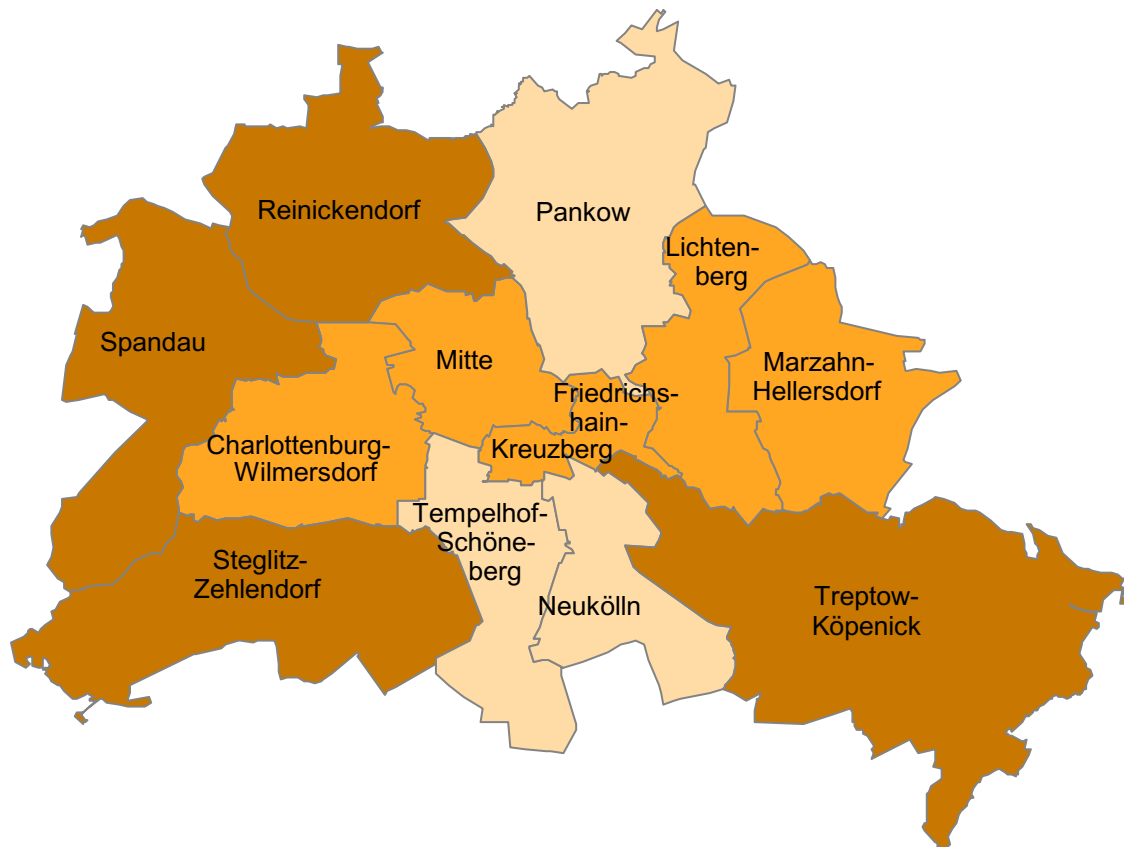 Reinickendorf
Pankow
Lichten-
berg
Spandau
Mitte
Marzahn-
Hellersdorf
Friedrichs-
hain-
Kreuzberg
Charlottenburg-
Wilmersdorf
Tempelhof-
Schöne-
berg
Steglitz-
Zehlendorf
Neukölln
Treptow-
Köpenick